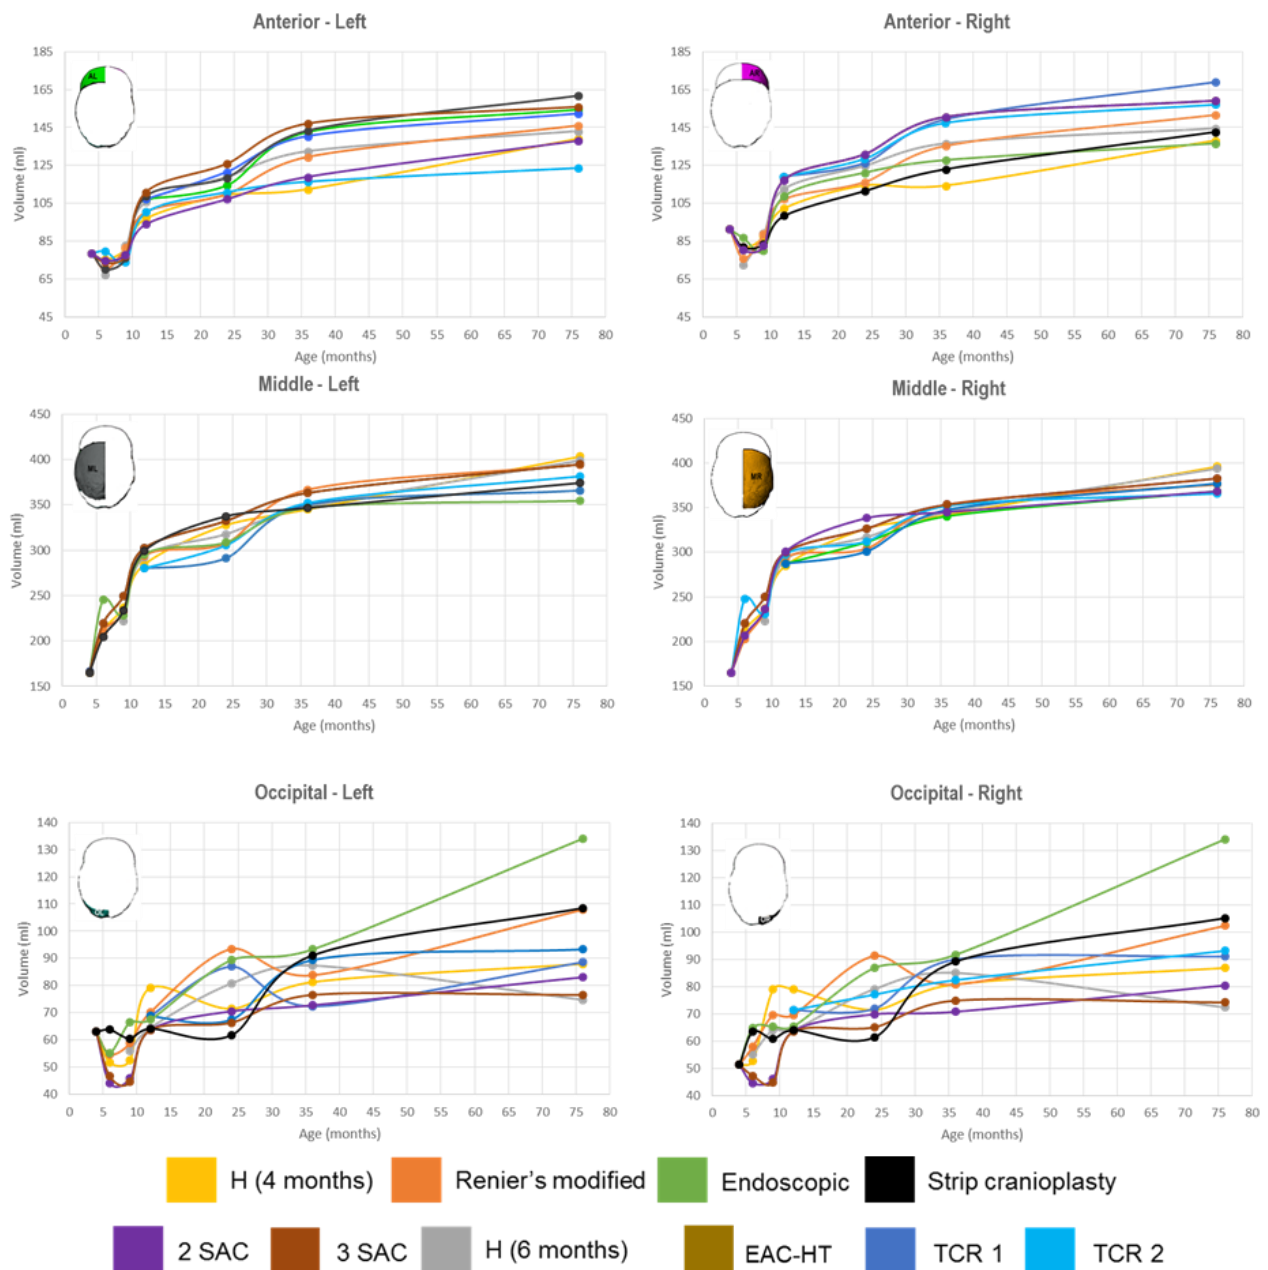 Anterior - Left
Anterior - Right
Volume (ml)
185
165
145
125
105
85
65
45
AL
0 5 10 15 20 25 30 35 40 45 50 55 60 65 70 75 80
Age (months)
Volume (ml)
185
165
145
125
105
85
65
45
AR
0 5 10 15 20 25 30 35 40 45 50 55 60 65 70 75 80
Age (months)
Middle - Left
Middle - Right
Volume (ml)
450
400
350
300
250
200
150
ML
0 5 10 15 20 25 30 35 40 45 50 55 60 65 70 75 80
Age (months)
Volume (ml)
450
400
350
300
250
200
150
MR
0 5 10 15 20 25 30 35 40 45 50 55 60 65 70 75 80
Age (months)
Occipital - Left
Occipital - Right
Volume (ml)
140
130
120
110
100
90
80
70
60
50
40
OL
0 5 10 15 20 25 30 35 40 45 50 55 60 65 70 75 80
Age (months)
Volume (ml)
140
130
120
110
100
90
80
70
60
50
40
OR
0 5 10 15 20 25 30 35 40 45 50 55 60 65 70 75 80
Age (months)
H (4 months) Renier's modified Endoscopic Strip cranioplasty
2 SAC 3 SAC H (6 months) EAC-HT TCR 1 TCR 2